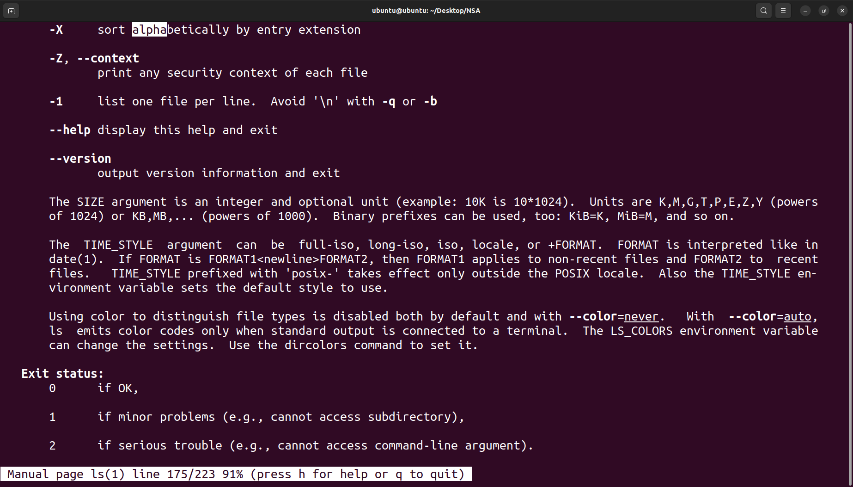 ubuntu@ubuntu: ~/Desktop/NSA
-X     sort alphabetically by entry extension
-Z, --context
print any security context of each file
-1     list one file per line.  Avoid '\n' with -q or -b
--help display this help and exit
--version
output version information and exit
The SIZE argument is an integer and optional unit (example: 10K is 10*1024).  Units are K,M,G,T,P,E,Z,Y (powers
of 1024) or KB,MB,... (powers of 1000).  Binary prefixes can be used, too: KiB=K, MiB=M, and so on.
The  TIME_STYLE  argument  can  be  full-iso, long-iso, iso, locale, or +FORMAT.  FORMAT is interpreted like in
date(1).  If FORMAT is FORMAT1<newline>FORMAT2, then FORMAT1 applies to non-recent files and FORMAT2 to  recent
files.   TIME_STYLE prefixed with 'posix-' takes effect only outside the POSIX locale.  Also the TIME_STYLE en-
vironment variable sets the default style to use.
Using color to distinguish file types is disabled both by default and with --color=never.   With  --color=auto,
ls  emits color codes only when standard output is connected to a terminal.  The LS_COLORS environment variable
can change the settings.  Use the dircolors command to set it.
Exit status:
0      if OK,
1      if minor problems (e.g., cannot access subdirectory),
2      if serious trouble (e.g., cannot access command-line argument).
Manual page ls(1) line 175/223 91% (press h for help or q to quit)